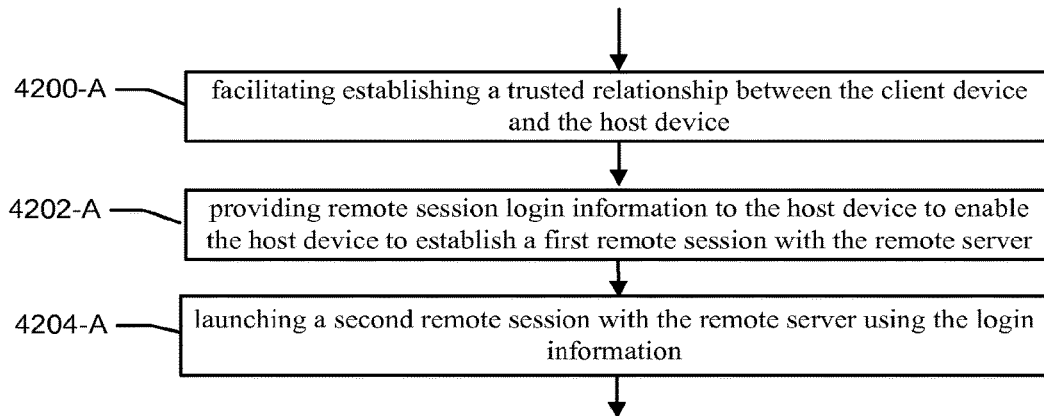 4200-A
facilitating establishing a trusted relationship between the client device
and the host device
4202-A
providing remote session login information to the host device to enable
the host device to establish a first remote session with the remote server
4204-A
launching a second remote session with the remote server using the login
information